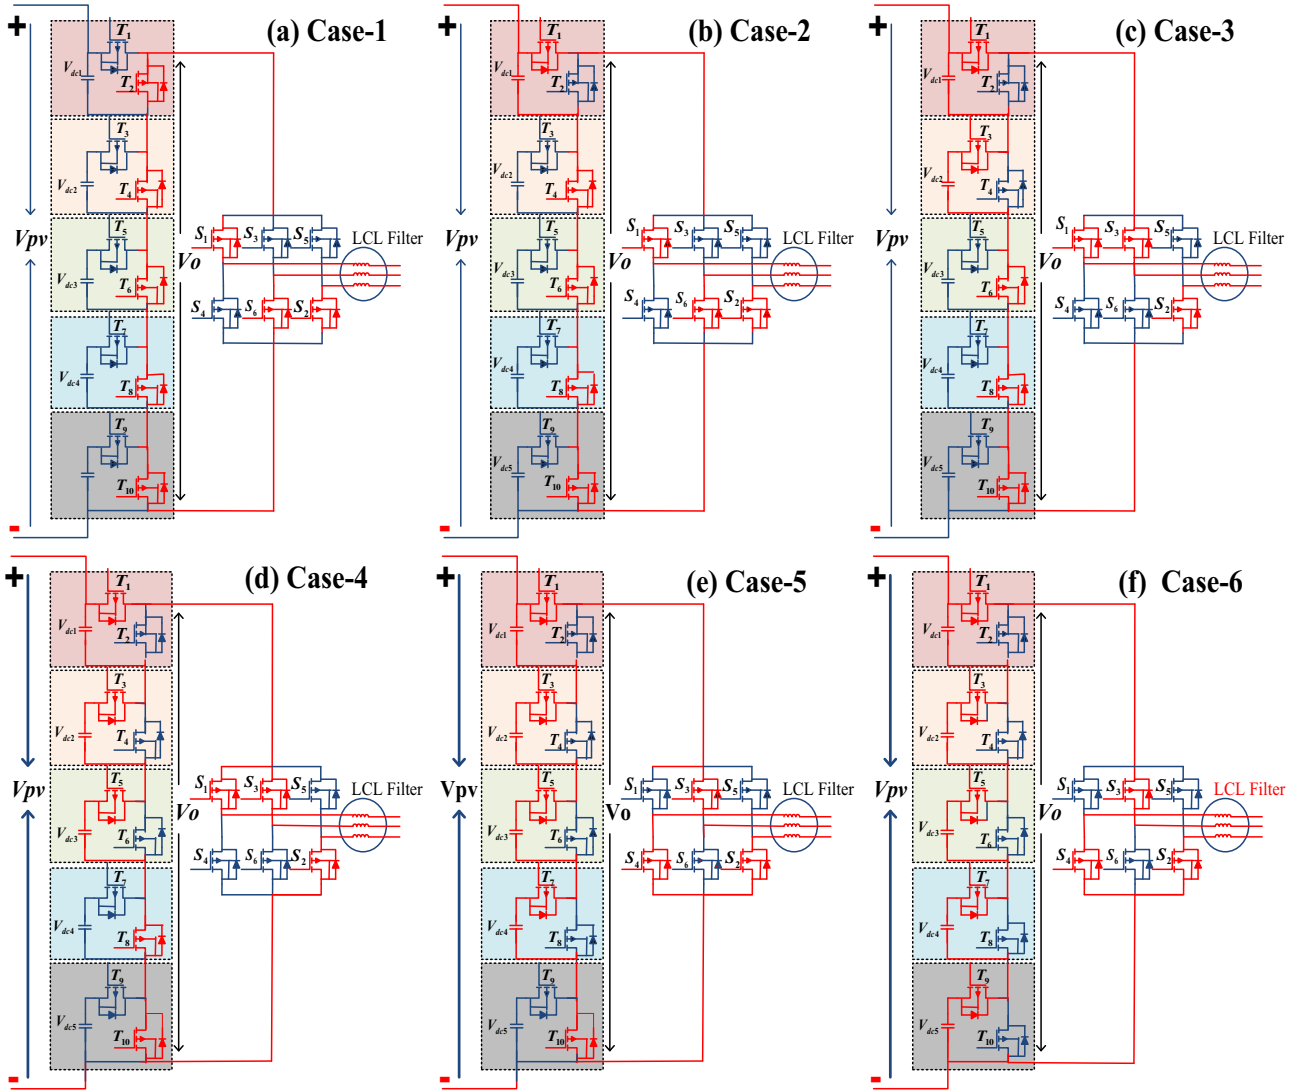 +
(a) Case-1
T1
Vdc1
T2
T3
Vdc2
T4
Vpv
T5
Vdc3
T6
Vo
S1
S3
S5
LCL Filter
S4
S6
S2
T7
Vdc4
T8
T9
Vdc5
T10
-
+
(b) Case-2
T1
Vdc1
T2
T3
Vdc2
T4
Vpv
T5
Vdc3
T6
Vo
S1
S3
S5
LCL Filter
S4
S6
S2
T7
Vdc4
T8
T9
Vdc5
T10
-
+
(c) Case-3
T1
Vdc1
T2
T3
Vdc2
T4
Vpv
T5
Vdc3
T6
Vo
S1
S3
S5
LCL Filter
S4
S6
S2
T7
Vdc4
T8
T9
Vdc5
T10
-
+
(d) Case-4
T1
Vdc1
T2
T3
Vdc2
T4
Vpv
T5
Vdc3
T6
Vo
S1
S3
S5
LCL Filter
S4
S6
S2
T7
Vdc4
T8
T9
Vdc5
T10
-
+
(e) Case-5
T1
Vdc1
T2
T3
Vdc2
T4
Vpv
T5
Vdc3
T6
Vo
S1
S3
S5
LCL Filter
S4
S6
S2
T7
Vdc4
T8
T9
Vdc5
T10
-
+
(f) Case-6
T1
Vdc1
T2
T3
Vdc2
T4
Vpv
T5
Vdc3
T6
Vo
S1
S3
S5
LCL Filter
S4
S6
S2
T7
Vdc4
T8
T9
Vdc5
T10
-